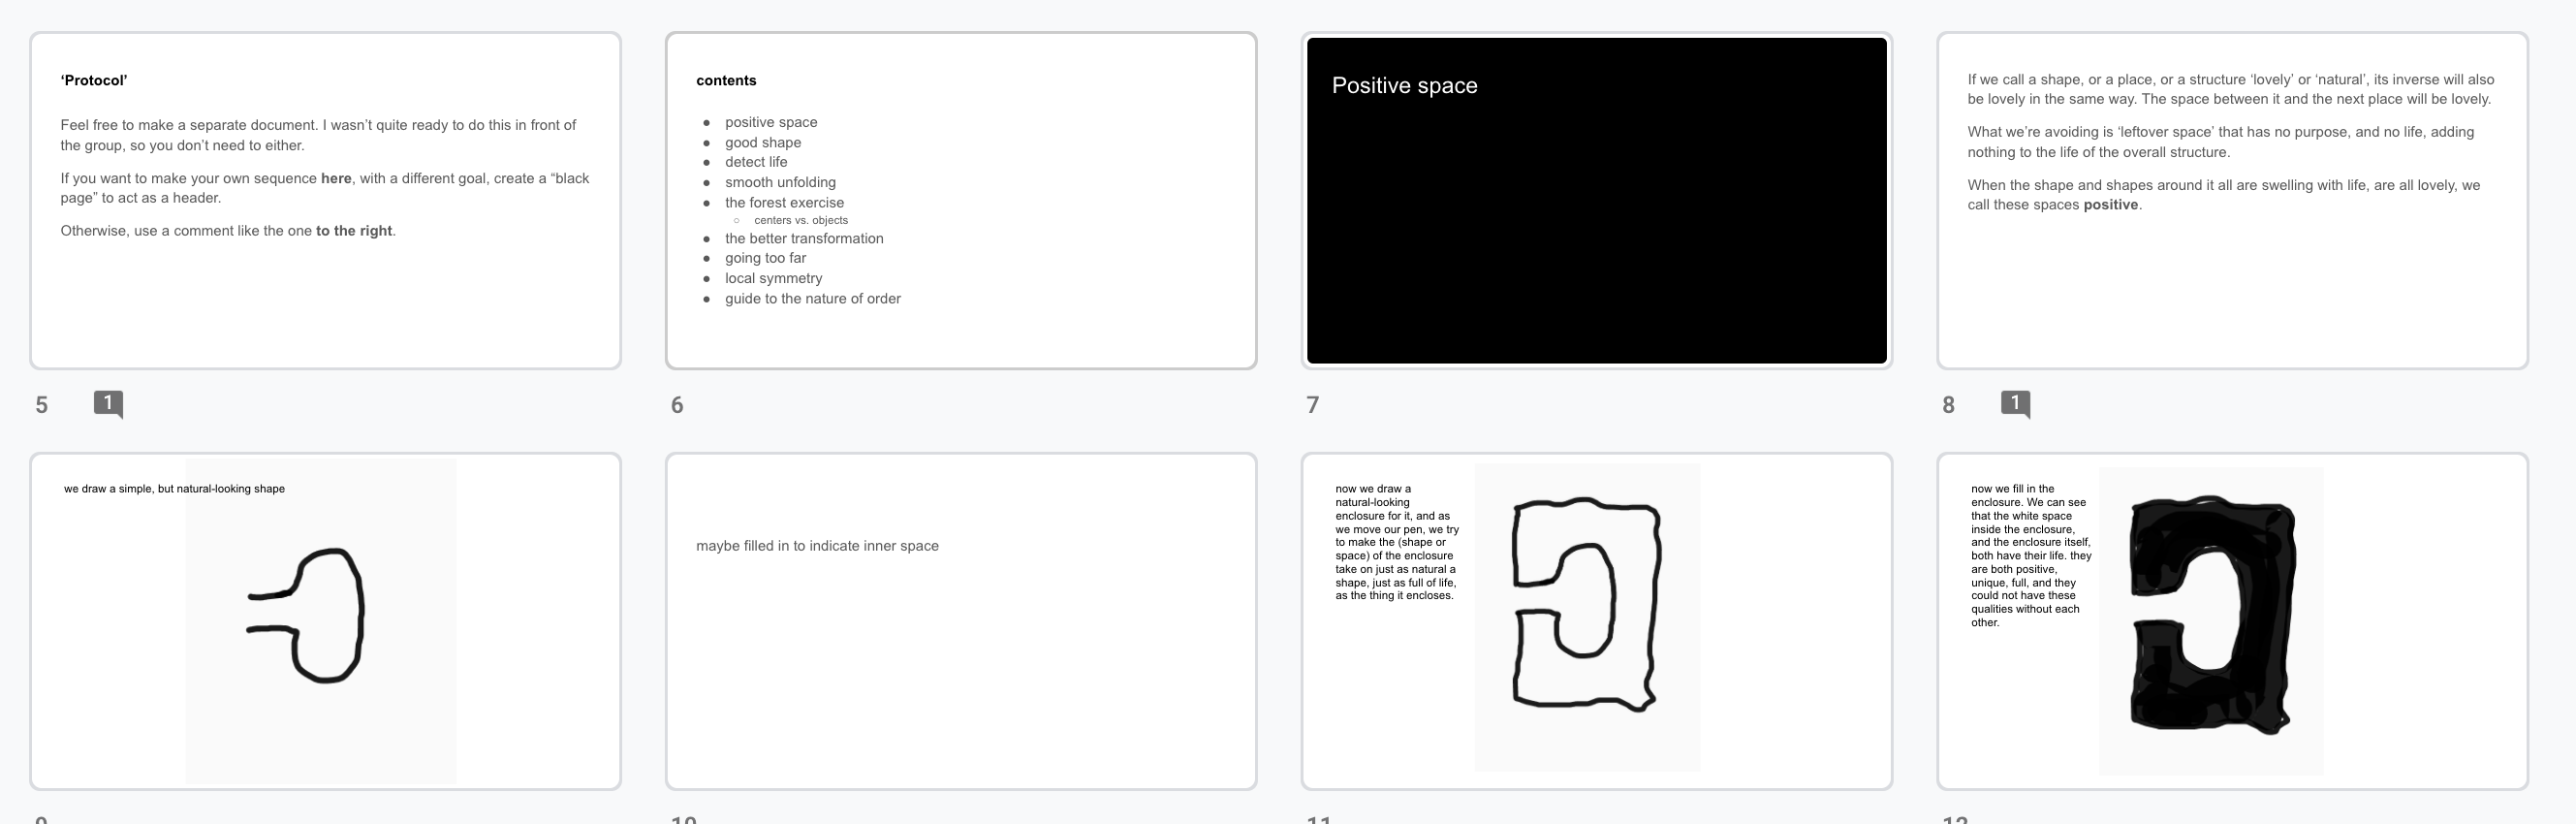 ‘Protocol’
Feel free to make a separate document. I wasn’t quite ready to do this in front of
the group, so you don’t need to either.
If you want to make your own sequence here, with a different goal, create a “black
page” to act as a header.
Otherwise, use a comment like the one to the right.
5
1
contents
● positive space
● good shape
● detect life
● smooth unfolding
● the forest exercise
○ centers vs. objects
● the better transformation
● going too far
● local symmetry
● guide to the nature of order
6
Positive space
7
If we call a shape, or a place, or a structure ‘lovely’ or ‘natural’, its inverse will also
be lovely in the same way. The space between it and the next place will be lovely.
What we’re avoiding is ‘leftover space’ that has no purpose, and no life, adding
nothing to the life of the overall structure.
When the shape and shapes around it all are swelling with life, are all lovely, we
call these spaces positive.
8
1
we draw a simple, but natural-looking shape
9
maybe filled in to indicate inner space
10
now we draw a
natural-looking
enclosure for it, and as
we move our pen, we try
to make the (shape or
space) of the enclosure
take on just as natural a
shape, just as full of life,
as the thing it encloses.
11
now we fill in the
enclosure. We can see
that the white space
inside the enclosure,
and the enclosure itself,
both have their life. they
are both positive,
unique, full, and they
could not have these
qualities without each
other.
12